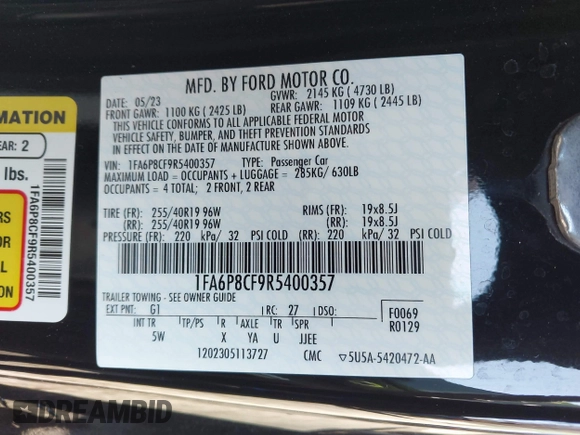 MFD. BY FORD MOTOR CO.
DATE: 05/23
GVWR: 2145 KG ( 4730 LB)
FRONT GAWR: 1100 KG ( 2425 LB)
REAR GAWR: 1109 KG ( 2445 LB)
THIS VEHICLE CONFORMS TO ALL APPLICABLE FEDERAL MOTOR
VEHICLE SAFETY, BUMPER, AND THEFT PREVENTION STANDARDS
IN EFFECT ON THE DATE OF MANUFACTURE SHOWN ABOVE.
VIN: 1FA6P8CF9R5400357 TYPE: Passenger Car
MAXIMUM LOAD = OCCUPANTS + LUGGAGE = 285KG/ 630LB
OCCUPANTS = 4 TOTAL; 2 FRONT, 2 REAR
TIRE (FR): 255/40R19 96W RIMS (FR): 19x8.5J
(RR): 255/40R19 96W (RR): 19x8.5J
PRESSURE (FR): 220 kPa/ 32 PSI COLD (RR): 220 kPa/ 32 PSI COLD
1FA6P8CF9R5400357
TRAILER TOWING - SEE OWNER GUIDE
EXT PNT: G1 RC: 27 DSO:
F0069
R0129
INT TR TP/PS R AXLE TR SPR
5W X YA U JJEE
1202305113727 CMC 5U5A-5420472-AA
MATION
EAR: 2
lbs.
RS
OR
AL
ION
1FA6P8CF9R5400357
DREAMBID